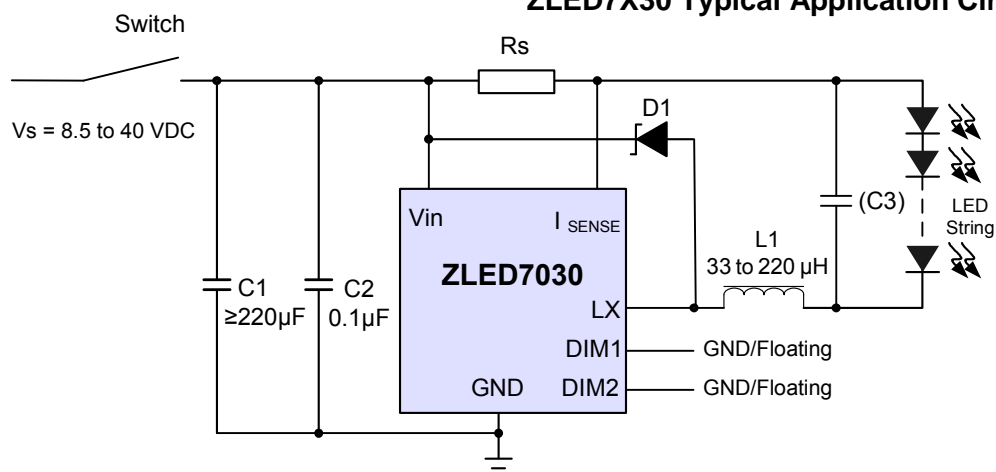 ZLED7X30 Typical Application Cir
Switch
Rs
D1
Vs = 8.5 to 40 VDC
Vin
I SENSE
(C3)
LED
String
L1
33 to 220 µH
ZLED7030
C1
≥220µF
C2
0.1µF
LX
DIM1
GND/Floating
GND
DIM2
GND/Floating